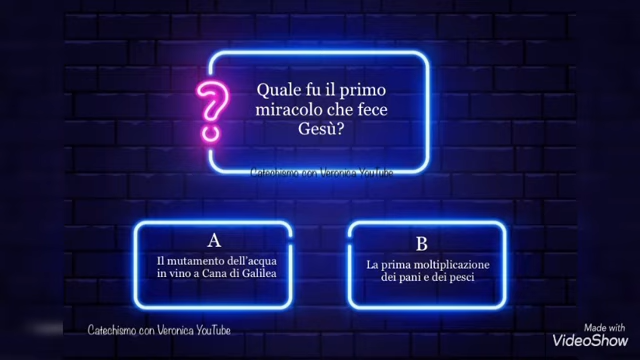 Quale fu il primo
miracolo che fece
Gesù?
Catechismo con Veronica YouTube
A
Il mutamento dell'acqua
in vino a Cana di Galilea
B
La prima moltiplicazione
dei pani e dei pesci
Catechismo con Veronica YouTube
Made with
VideoShow